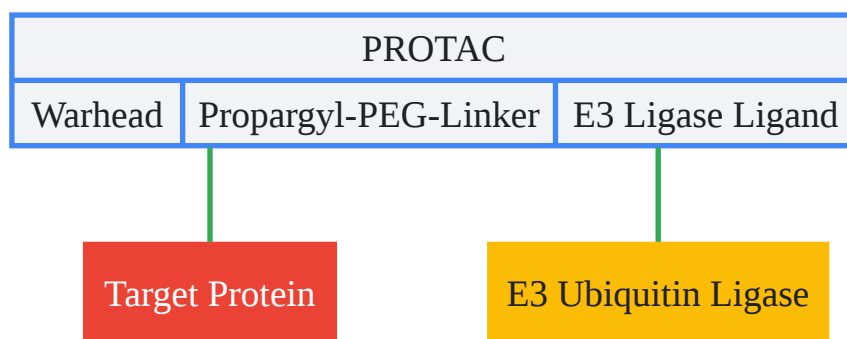 PROTAC
Warhead Propargyl-PEG-Linker E3 Ligase Ligand
Target Protein E3 Ubiquitin Ligase